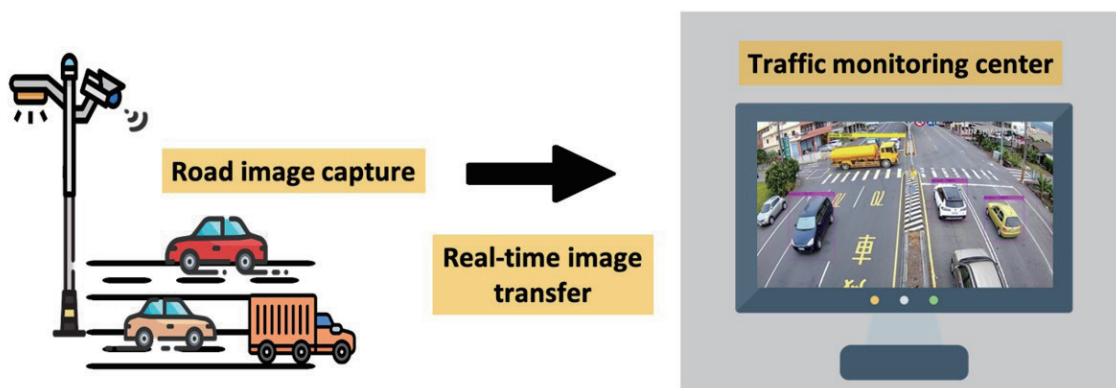 Traffic monitoring center
Road image capture
Real-time image
transfer
車